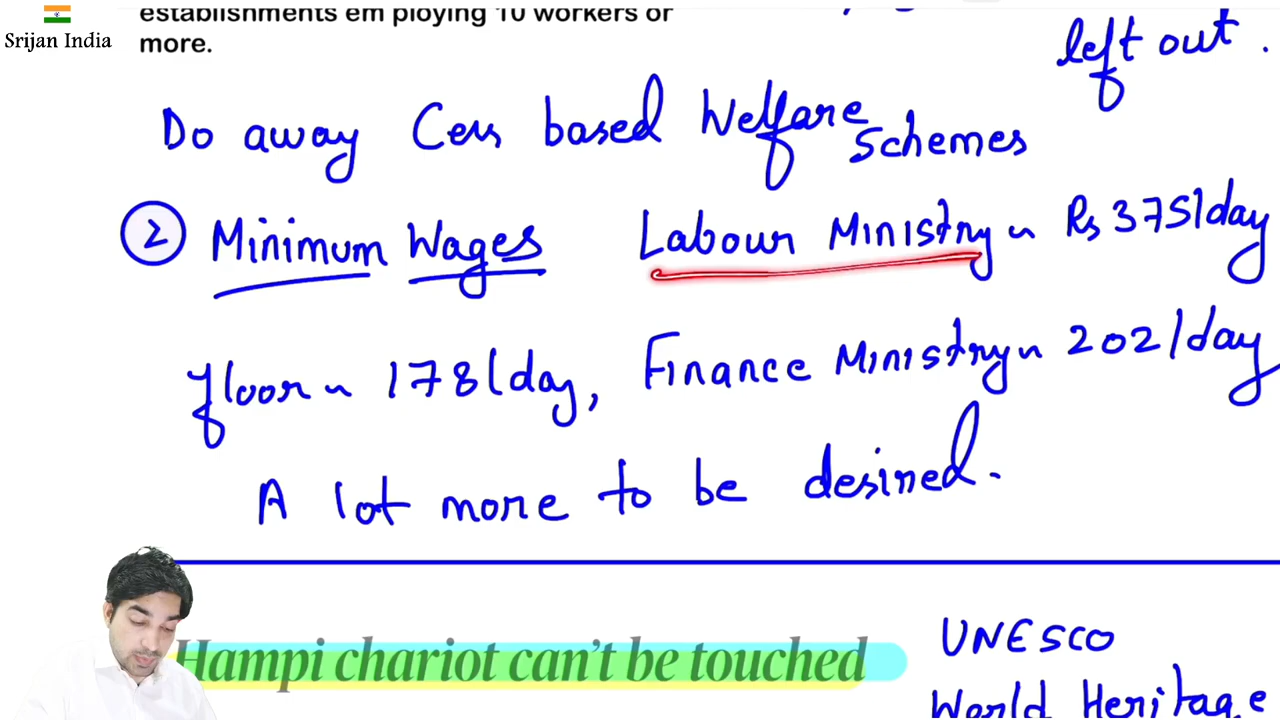 establishments em ploying 10 workers or
more.
Srijan India
left out.
Do away Cess based Welfare Schemes
2 Minimum Wages Labour Ministry ~ Rs 375/day
floor ~ 178/day, Finance Ministry ~ 202/day
A lot more to be desired.
Hampi chariot can't be touched
UNESCO
World Heritage